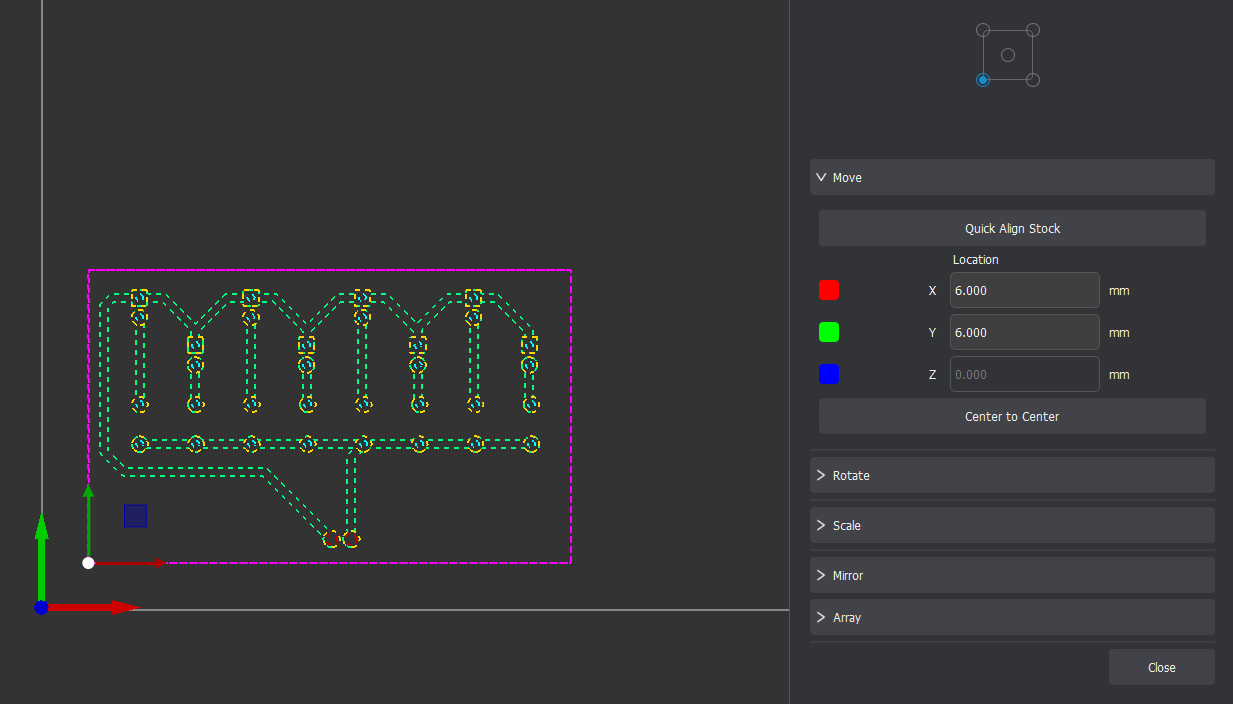 Move
Quick Align Stock
Location
X 6.000 mm
Y 6.000 mm
Z 0.000 mm
Center to Center
Rotate
Scale
Mirror
Array
Close